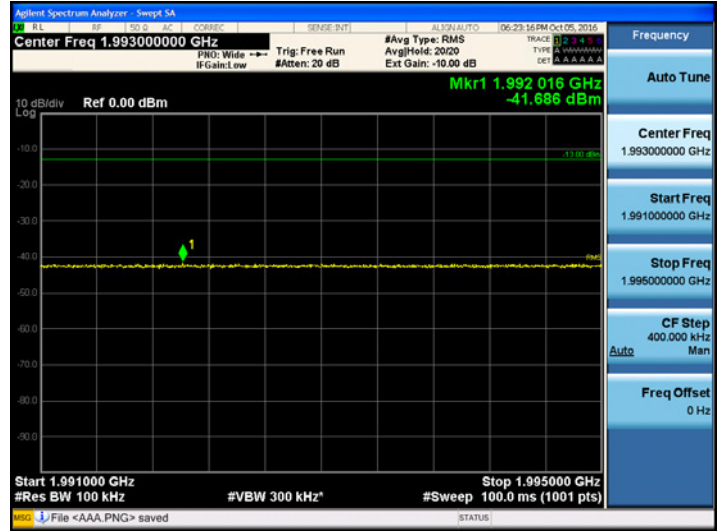 Agilent Spectrum Analyzer - Swept SA
RL RF 50 Ω AC CORREC SENSE:INT ALIGN AUTO 06:23:16 PM Oct 05, 2016
Center Freq 1.993000000 GHz
PNO: Wide
IFGain:Low
Trig: Free Run
#Atten: 20 dB
#Avg Type: RMS
Avg|Hold: 20/20
Ext Gain: -10.00 dB
TRACE 1 2 3 4 5 6
TYPE A WWWWW
DET A A A A A A
Mkr1 1.992 016 GHz
-41.686 dBm
10 dB/div Ref 0.00 dBm
Log
-10.0
-13.00 dBm
-20.0
-30.0
1
-40.0
RMS
-50.0
-60.0
-70.0
-80.0
-90.0
Start 1.991000 GHz
Stop 1.995000 GHz
#Res BW 100 kHz
#VBW 300 kHz*
#Sweep 100.0 ms (1001 pts)
MSG File <AAA.PNG> saved
STATUS
Frequency
Auto Tune
Center Freq
1.993000000 GHz
Start Freq
1.991000000 GHz
Stop Freq
1.995000000 GHz
CF Step
400.000 kHz
Auto Man
Freq Offset
0 Hz